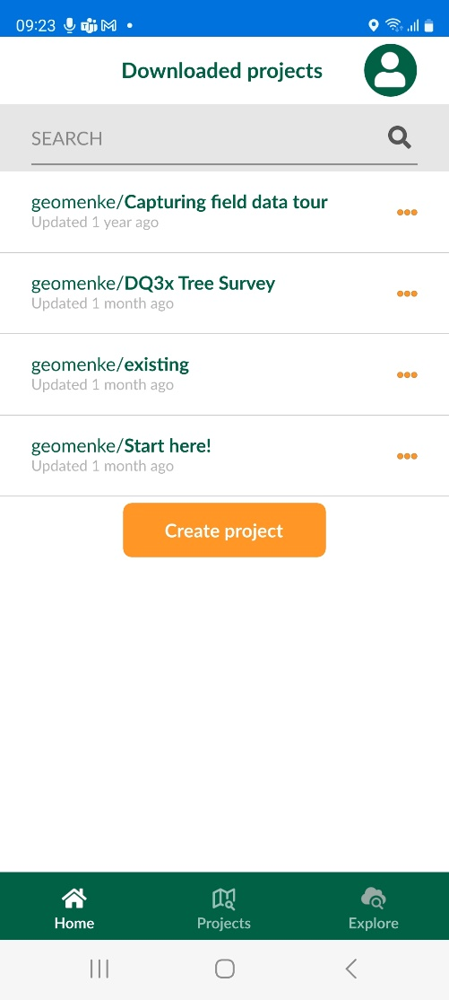 09:23
Downloaded projects
SEARCH
geomenke/Capturing field data tour
Updated 1 year ago
geomenke/DQ3x Tree Survey
Updated 1 month ago
geomenke/existing
Updated 1 month ago
geomenke/Start here!
Updated 1 month ago
Create project
Home Projects Explore